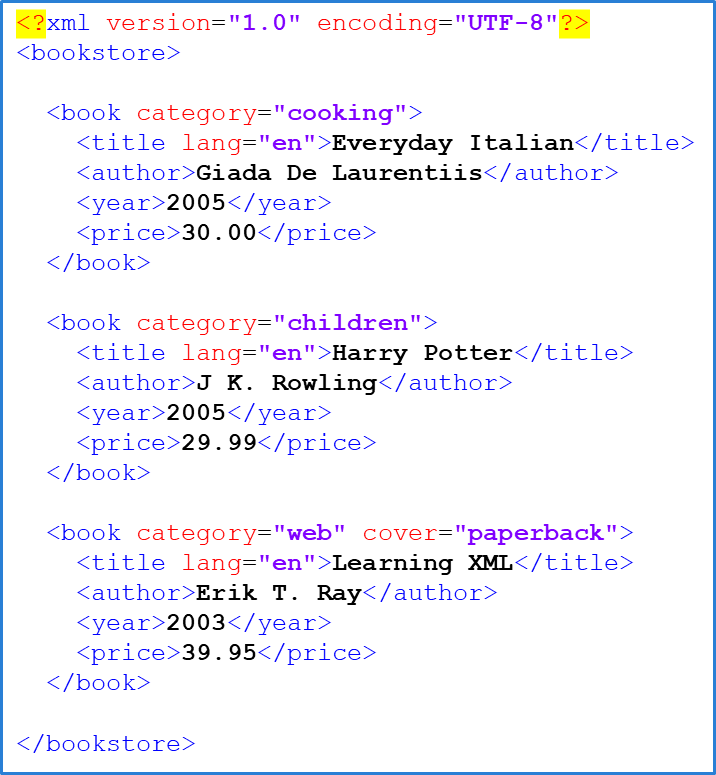 <?xml version="1.0" encoding="UTF-8"?>
<bookstore>
<book category="cooking">
<title lang="en">Everyday Italian</title>
<author>Giada De Laurentiis</author>
<year>2005</year>
<price>30.00</price>
</book>
<book category="children">
<title lang="en">Harry Potter</title>
<author>J K. Rowling</author>
<year>2005</year>
<price>29.99</price>
</book>
<book category="web" cover="paperback">
<title lang="en">Learning XML</title>
<author>Erik T. Ray</author>
<year>2003</year>
<price>39.95</price>
</book>
</bookstore>